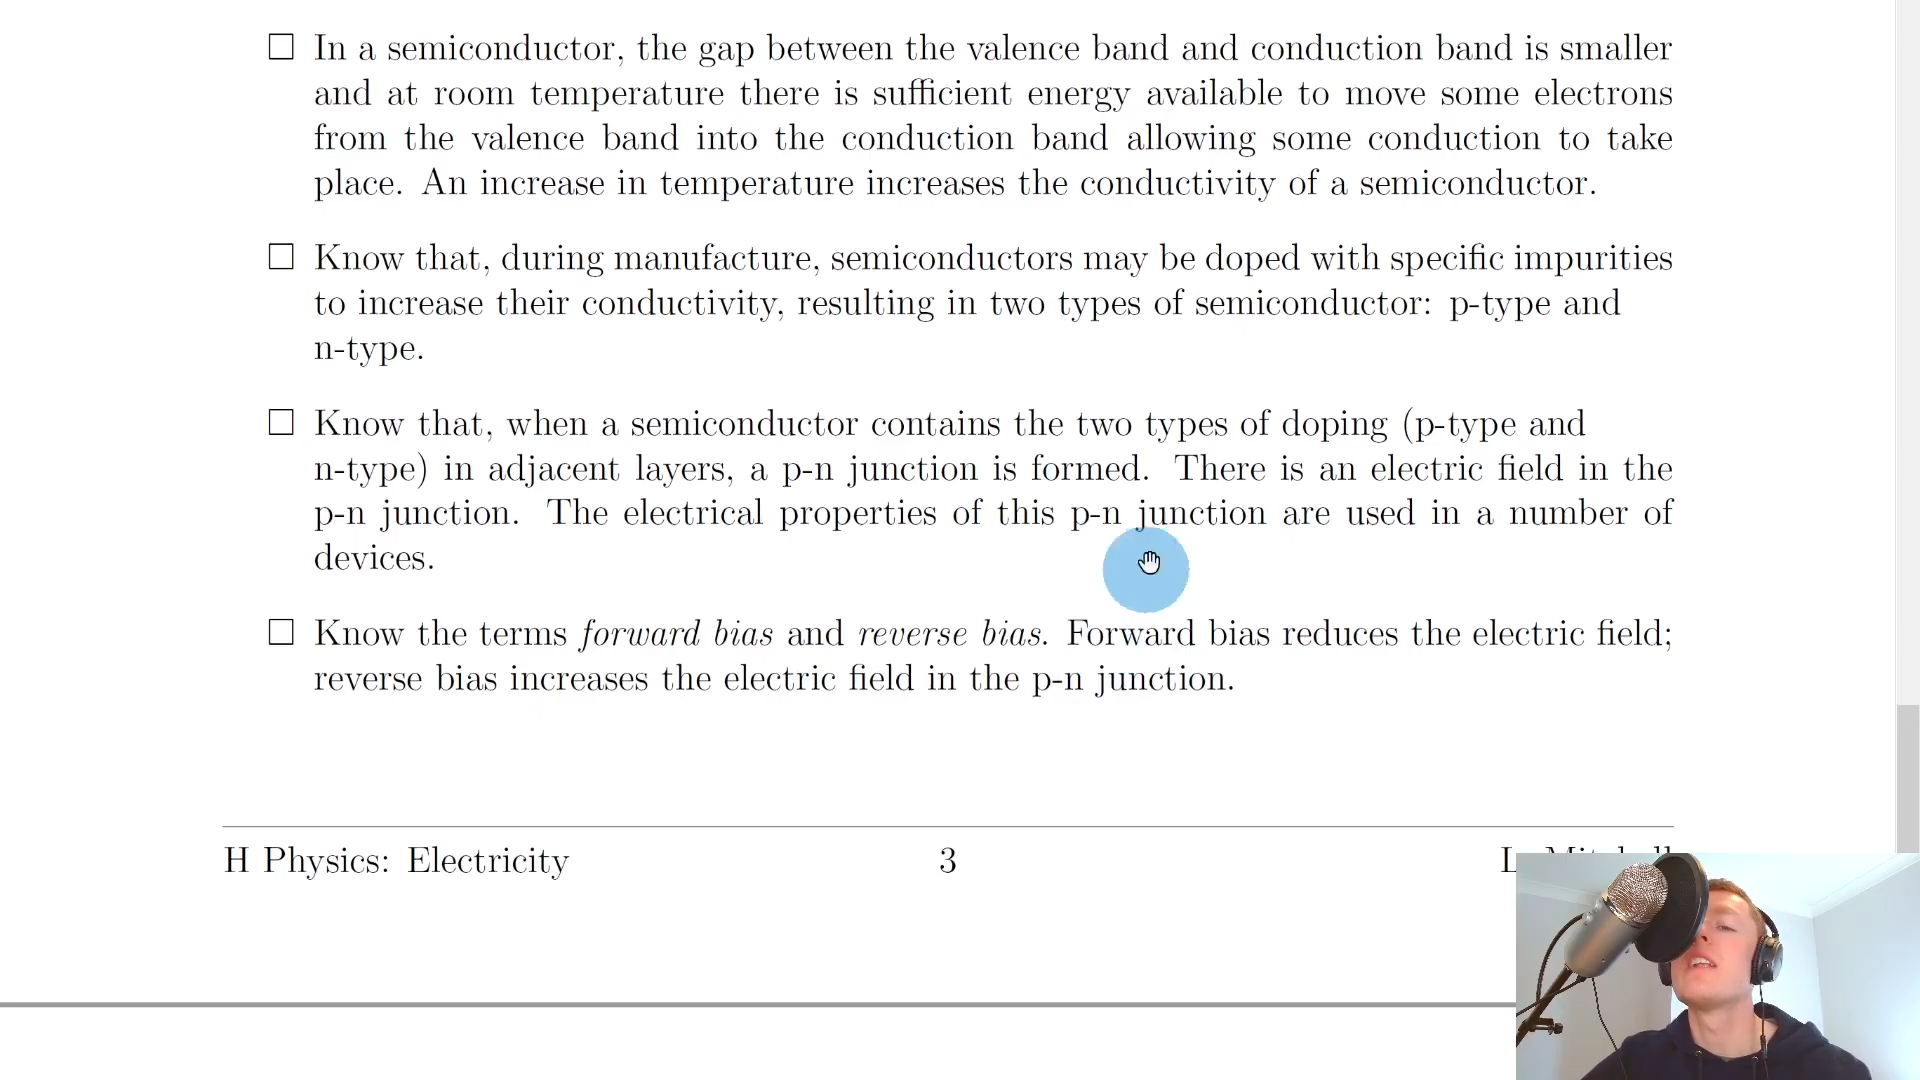 In a semiconductor, the gap between the valence band and conduction band is smaller
and at room temperature there is sufficient energy available to move some electrons
from the valence band into the conduction band allowing some conduction to take
place. An increase in temperature increases the conductivity of a semiconductor.
Know that, during manufacture, semiconductors may be doped with specific impurities
to increase their conductivity, resulting in two types of semiconductor: p-type and
n-type.
Know that, when a semiconductor contains the two types of doping (p-type and
n-type) in adjacent layers, a p-n junction is formed. There is an electric field in the
p-n junction. The electrical properties of this p-n junction are used in a number of
devices.
Know the terms forward bias and reverse bias. Forward bias reduces the electric field;
reverse bias increases the electric field in the p-n junction.
H Physics: Electricity
3